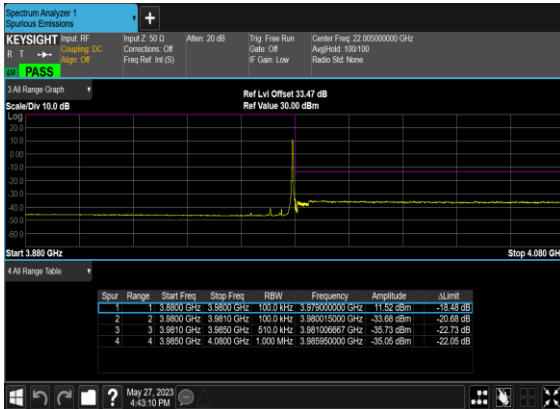 Spectrum Analyzer 1
Spurious Emissions
+
KEYSIGHT Input: RF Input Z: 50 Ω Atten: 20 dB Trig: Free Run Center Freq: 22.005000000 GHz
R T Coupling: DC Corrections: Off Gate: Off Avg|Hold: 100/100
Align: Off Freq Ref: Int (S) IF Gain: Low Radio Std: None
PASS
3 All Range Graph Ref Lvl Offset 33.47 dB
Scale/Div 10.0 dB Ref Value 30.00 dBm
Log
20.0
10.0
0.00
-10.0
-20.0
-30.0
-40.0
-50.0
-60.0
Start 3.880 GHz Stop 4.080 GH
4 All Range Table
Spur Range Start Freq Stop Freq RBW Frequency Amplitude ΔLimit
1 1 3.8800 GHz 3.9800 GHz 100.0 kHz 3.979000000 GHz 11.52 dBm -18.48 dB
2 2 3.9800 GHz 3.9810 GHz 100.0 kHz 3.980015000 GHz -33.68 dBm -20.68 dB
3 3 3.9810 GHz 3.9850 GHz 510.0 kHz 3.981006667 GHz -35.73 dBm -22.73 dB
4 4 3.9850 GHz 4.0800 GHz 1.000 MHz 3.985950000 GHz -35.05 dBm -22.05 dB
? May 27, 2023
4:43:10 PM